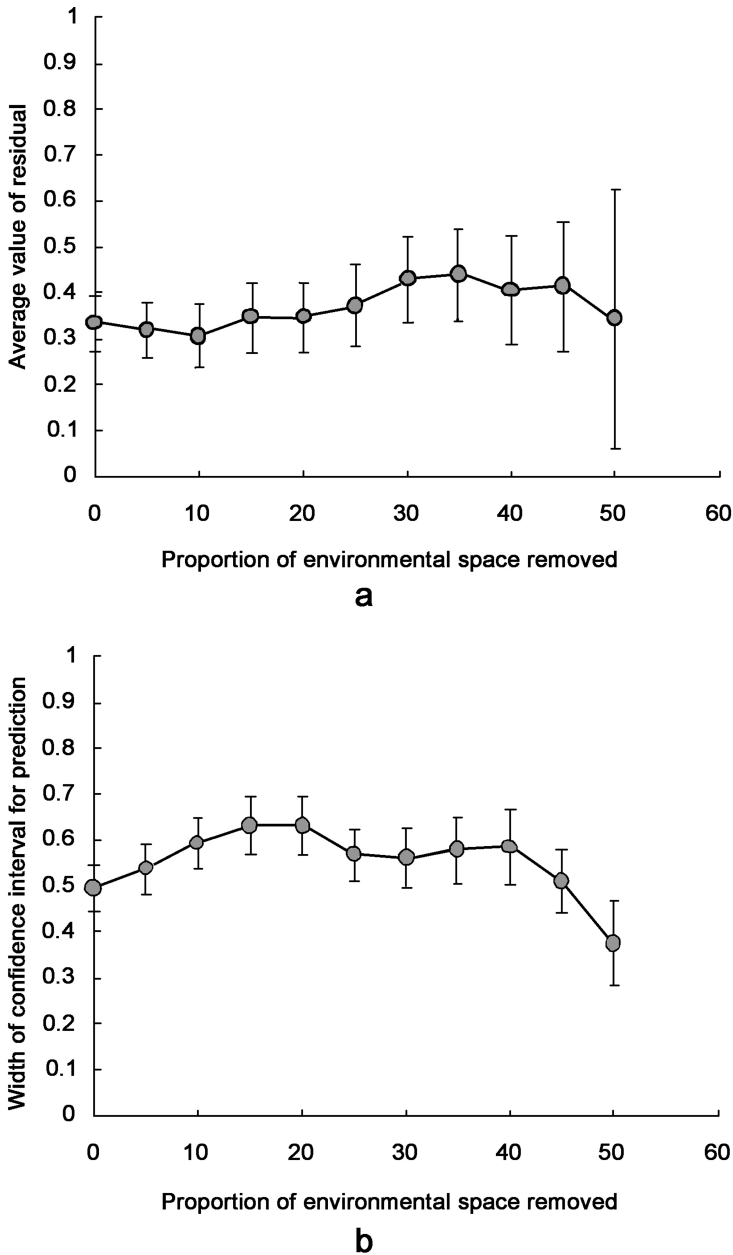 1
0.9
0.8
0.7
0.6
0.5
0.4
0.3
0.2
0.1
0
Average value of residual
0 10 20 30 40 50 60
Proportion of environmental space removed
a
1
0.9
0.8
0.7
0.6
0.5
0.4
0.3
0.2
0.1
0
Width of confidence interval for prediction
0 10 20 30 40 50 60
Proportion of environmental space removed
b